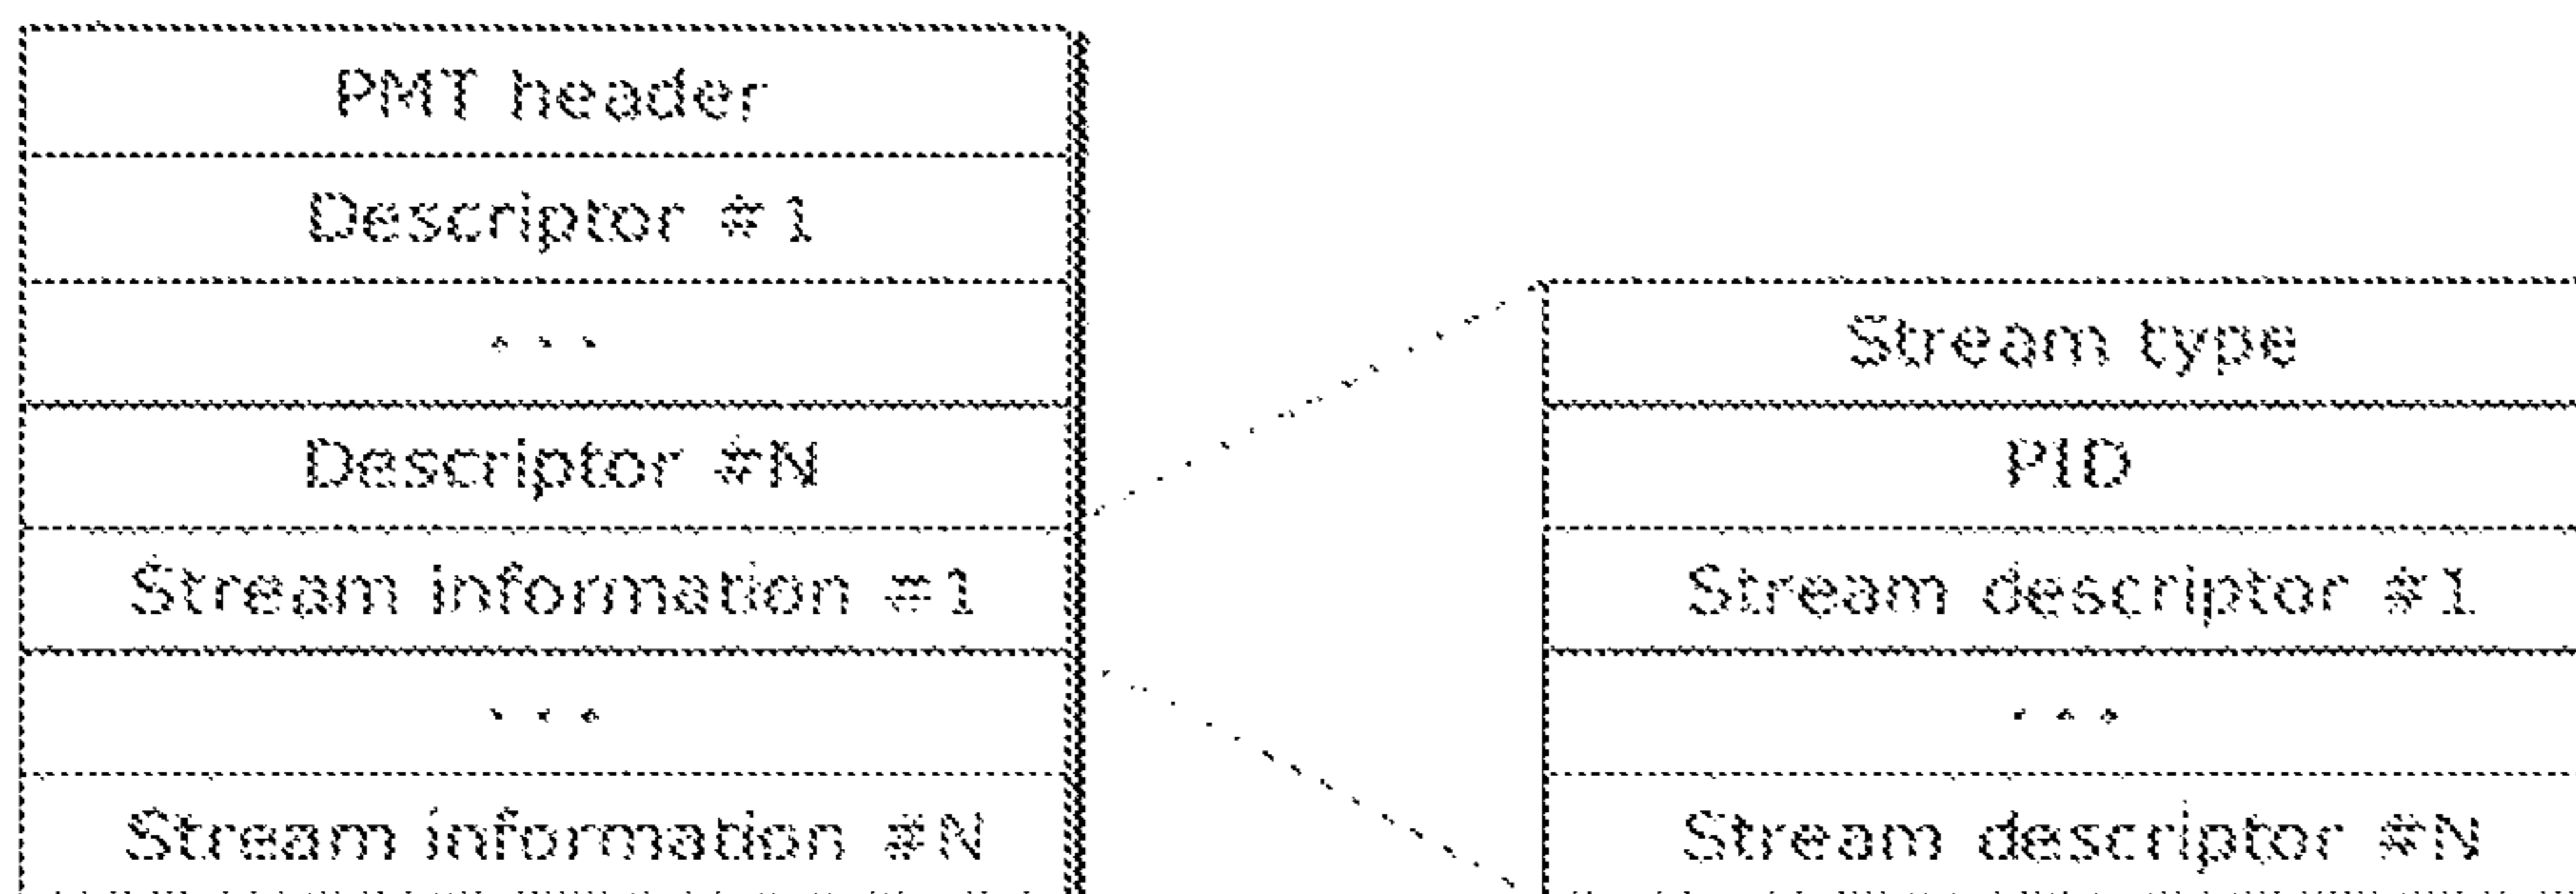 PMT header
Descriptor #1
...
Descriptor #N
Stream information #1
...
Stream information #N
Stream type
PID
Stream descriptor #1
...
Stream descriptor #N